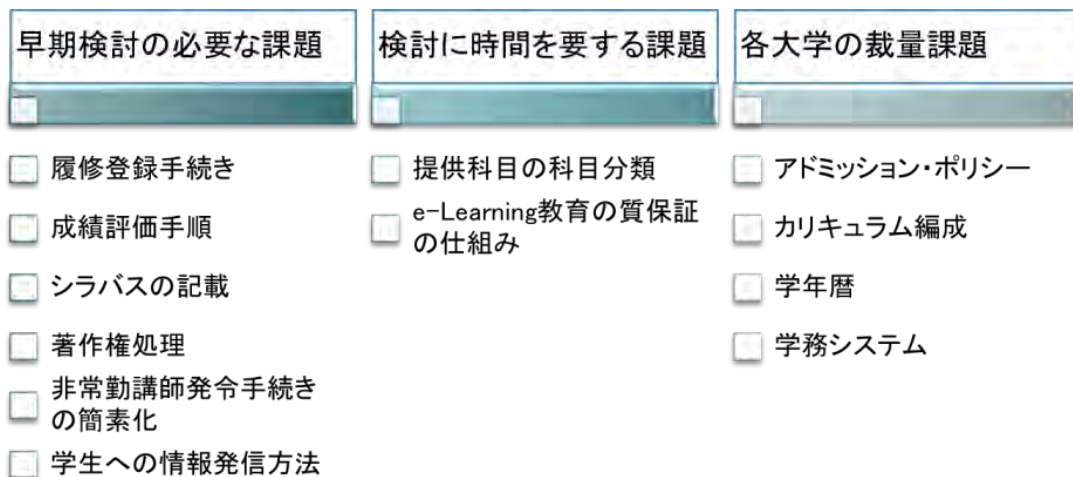 早期検討の必要な課題
履修登録手続き
成績評価手順
シラバスの記載
著作権処理
非常勤講師発令手続き
の簡素化
学生への情報発信方法
検討に時間を要する課題
提供科目の科目分類
e-Learning教育の質保証
の仕組み
各大学の裁量課題
アドミッション・ポリシー
カリキュラム編成
学年暦
学務システム